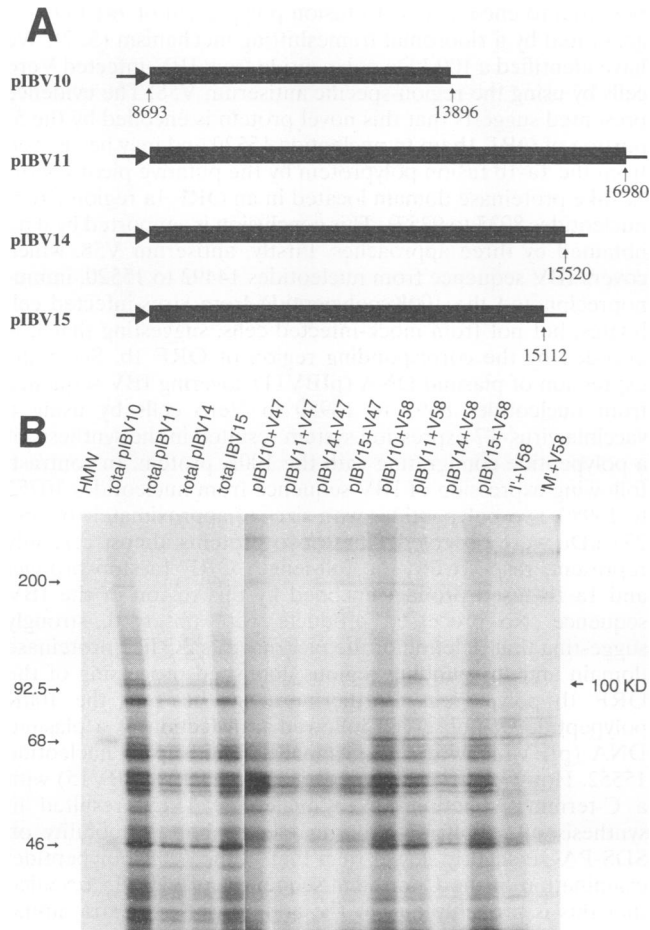 A
pIBV10
8693
13896
pIBV11
16980
pIBV14
15520
pIBV15
15112
B
HMW
total pIBV10
total pIBV11
total pIBV14
total IBV15
pIBV10+V47
pIBV11+V47
pIBV14+V47
pIBV15+V47
pIBV10+V58
pIBV11+V58
pIBV14+V58
pIBV15+V58
"I"+V58
"M"+V58
200→
92.5→
68→
46→
← 100 KD